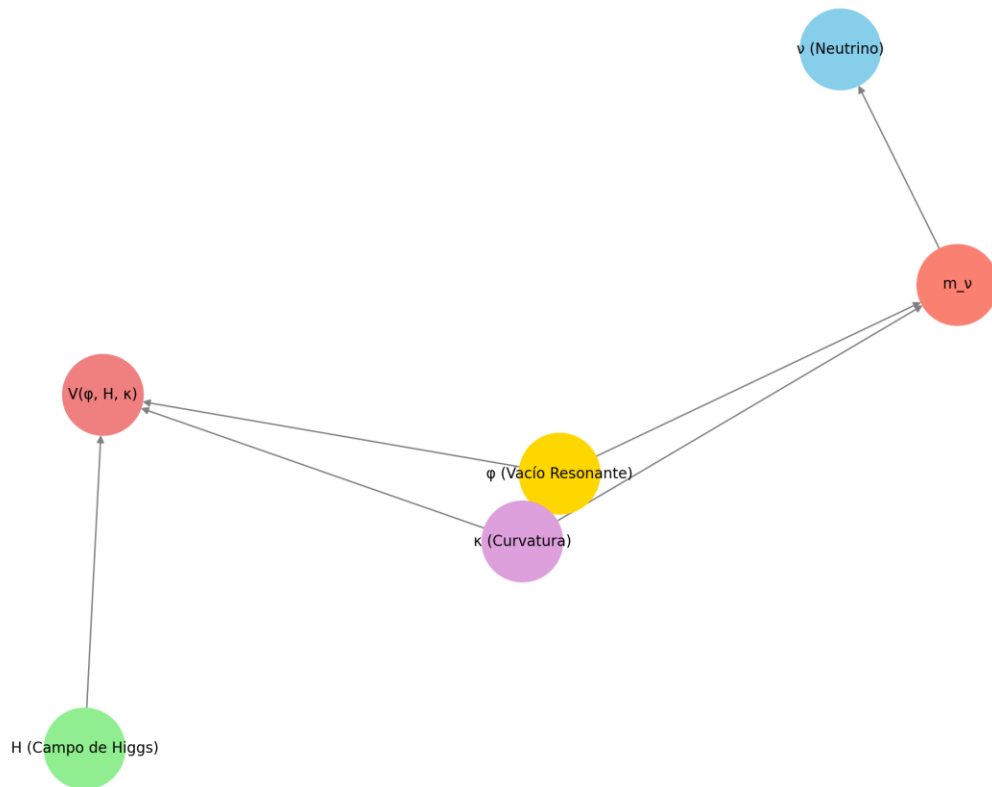 ν (Neutrino)
m_ν
V(φ, H, κ)
φ (Vacío Resonante)
κ (Curvatura)
H (Campo de Higgs)